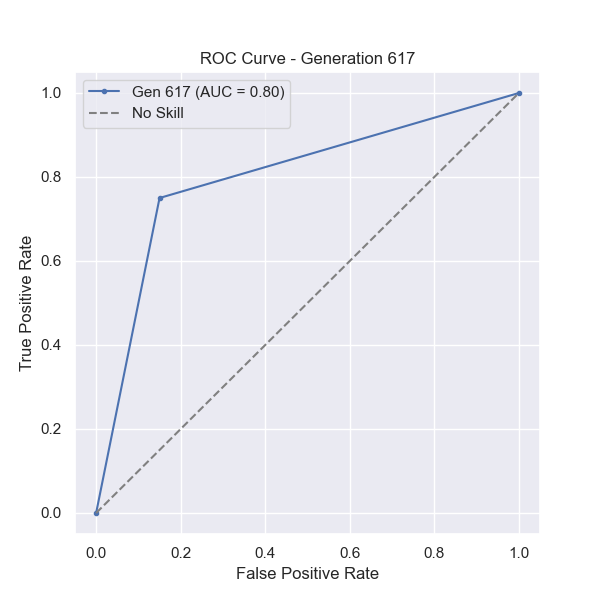 ROC Curve - Generation 617
Gen 617 (AUC = 0.80)
No Skill
1.0
0.8
0.6
0.4
0.2
0.0
True Positive Rate
0.0 0.2 0.4 0.6 0.8 1.0
False Positive Rate